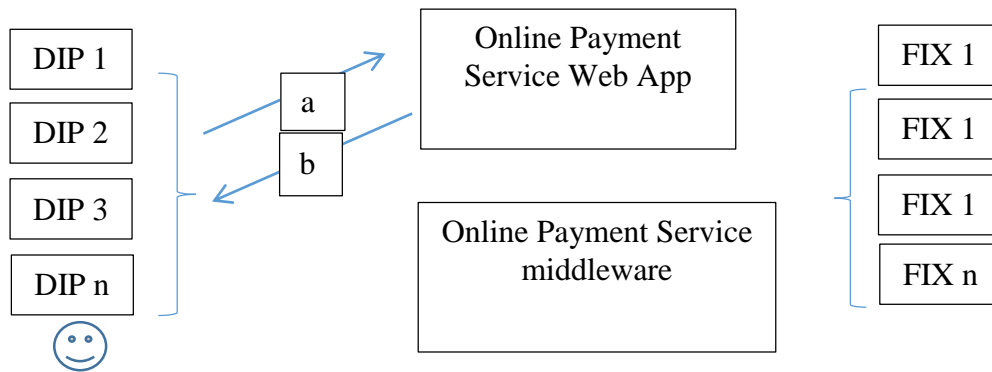 DIP 1
DIP 2
DIP 3
DIP n
a
b
Online Payment
Service Web App
Online Payment Service
middleware
FIX 1
FIX 1
FIX 1
FIX n